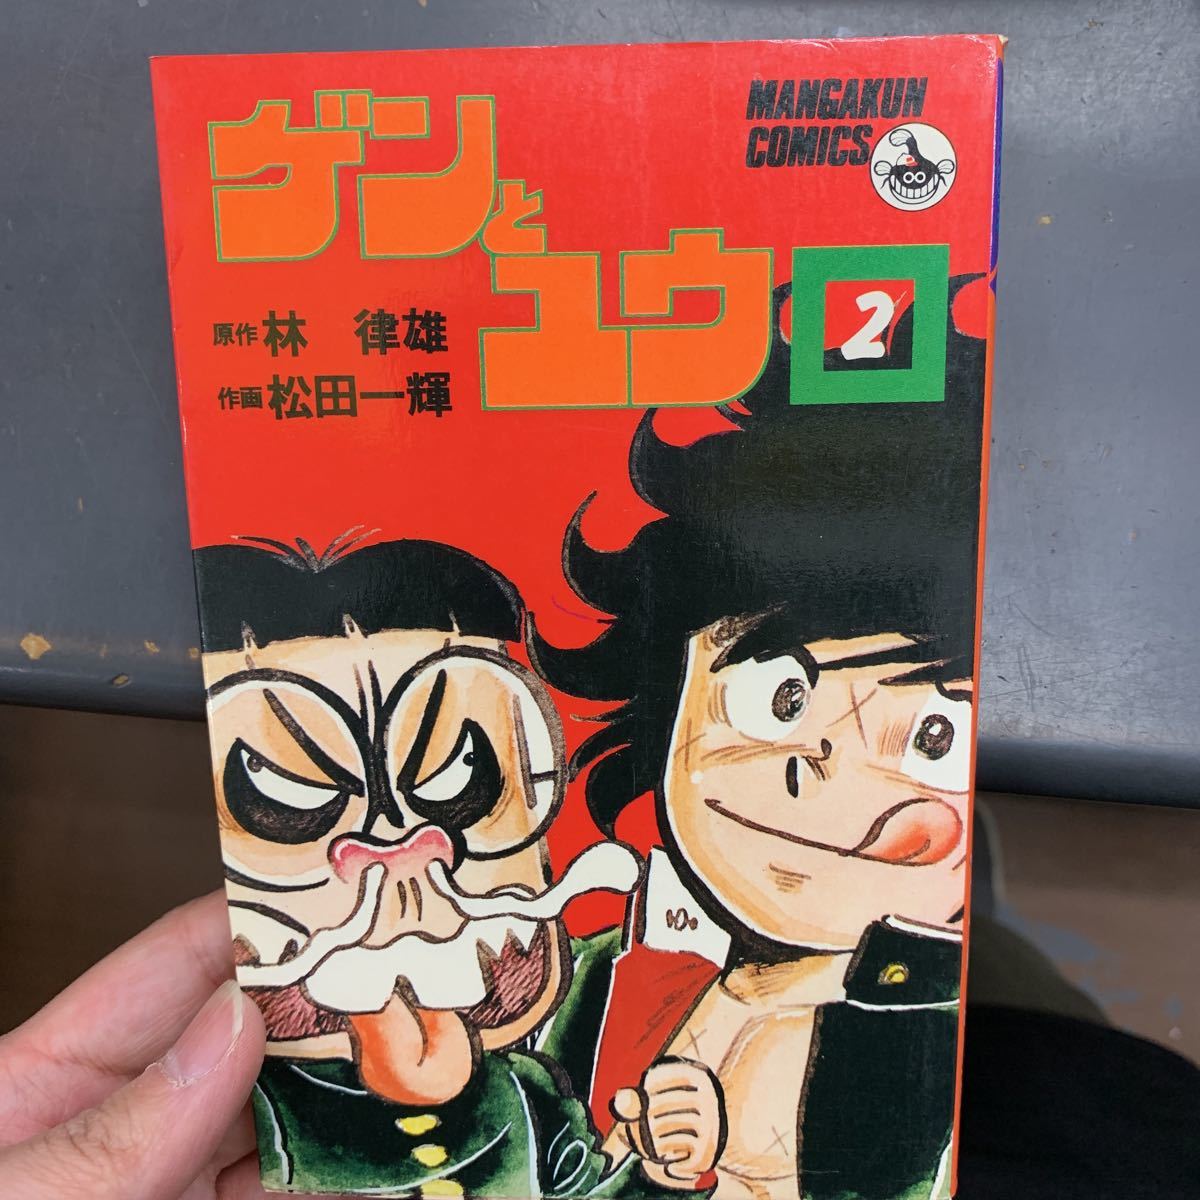 MANGAKUN
COMICS
ゲンと
ユウ
2
原作 林 律雄
作画 松田一輝